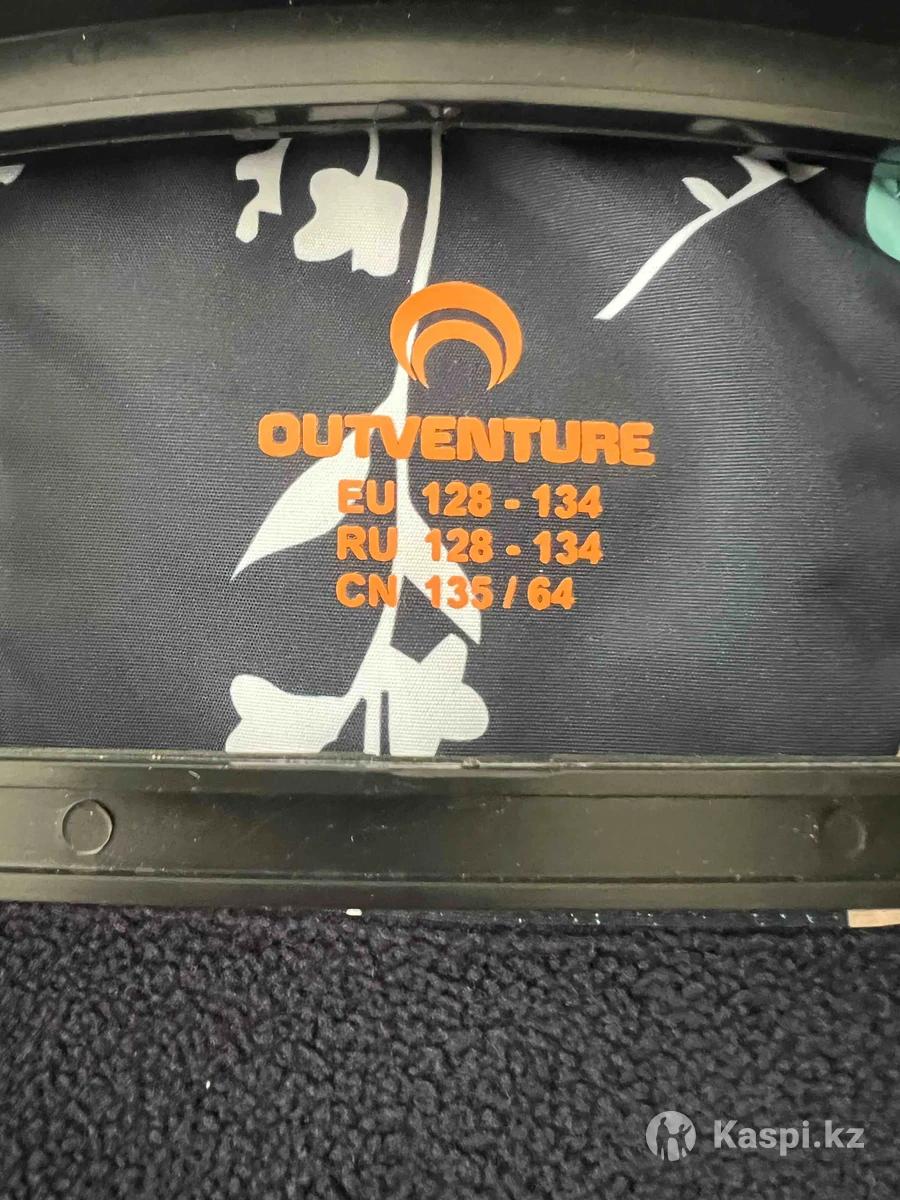 OUTVENTURE
EU 128 - 134
RU 128 - 134
CN 135 / 64
Kaspi.kz